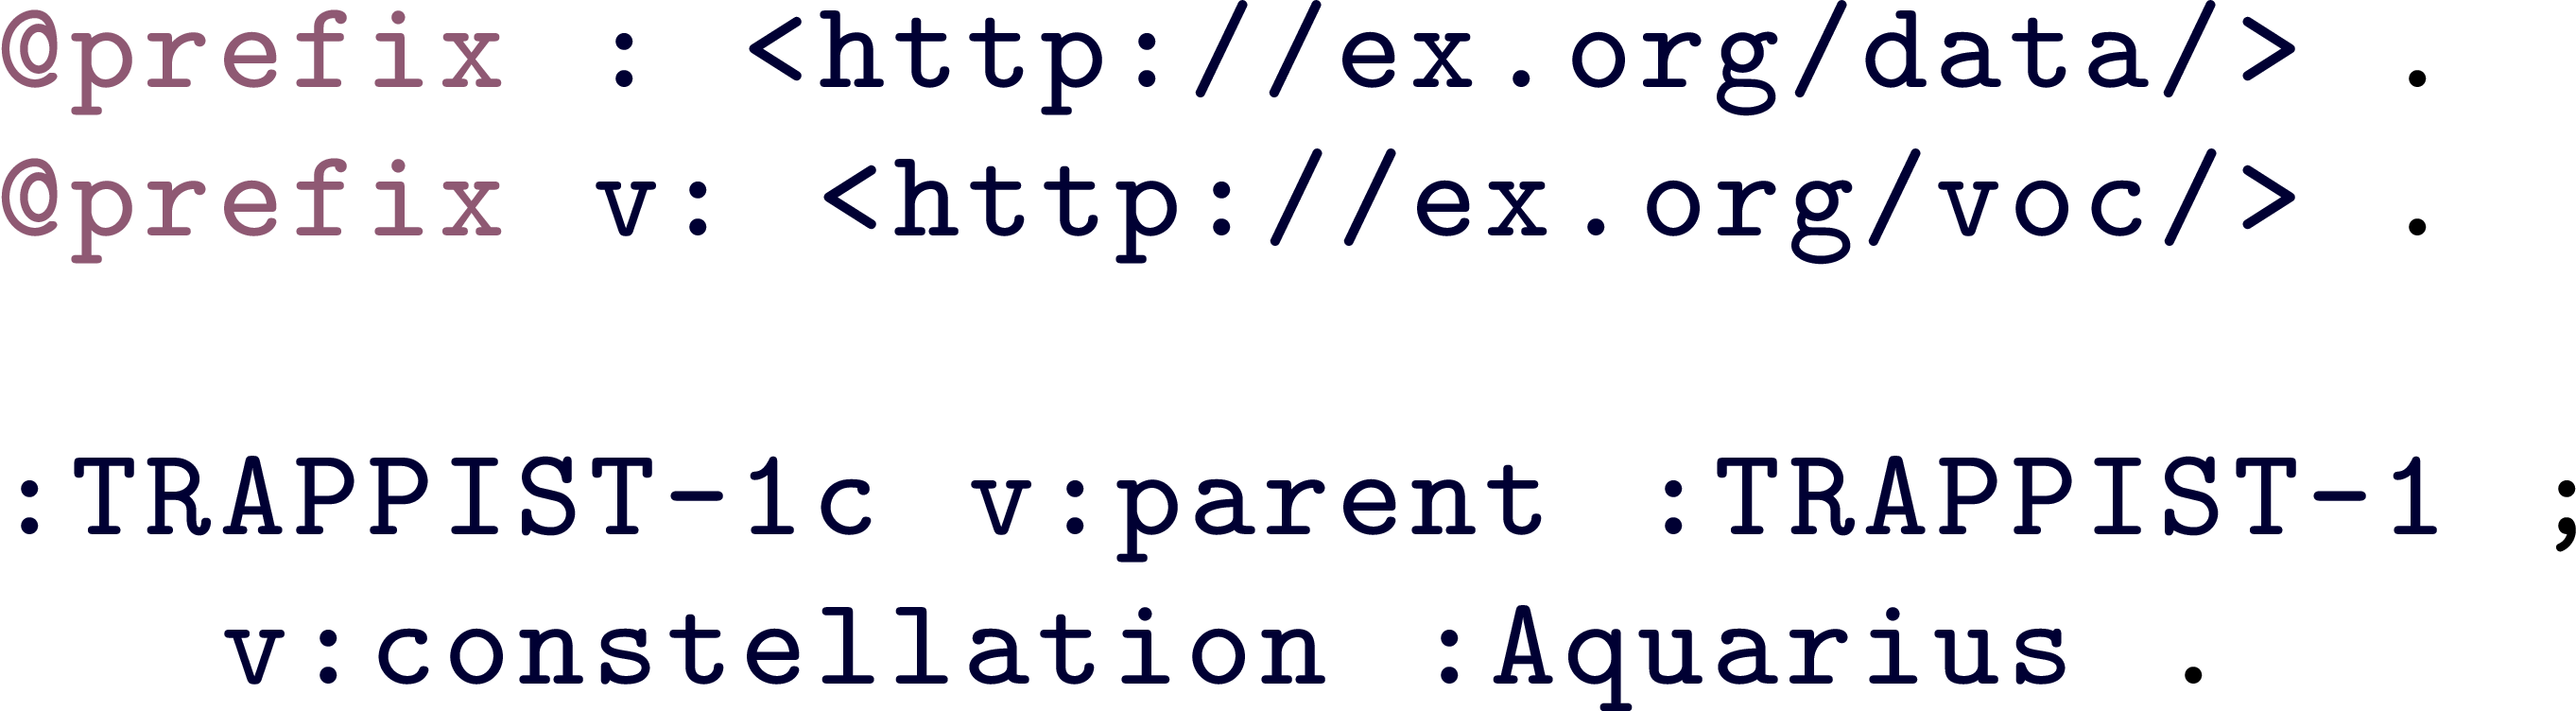 @prefix : <http://ex.org/data/> .
@prefix v: <http://ex.org/voc/> .
:TRAPPIST-1c v:parent :TRAPPIST-1 ;
v:constellation :Aquarius .